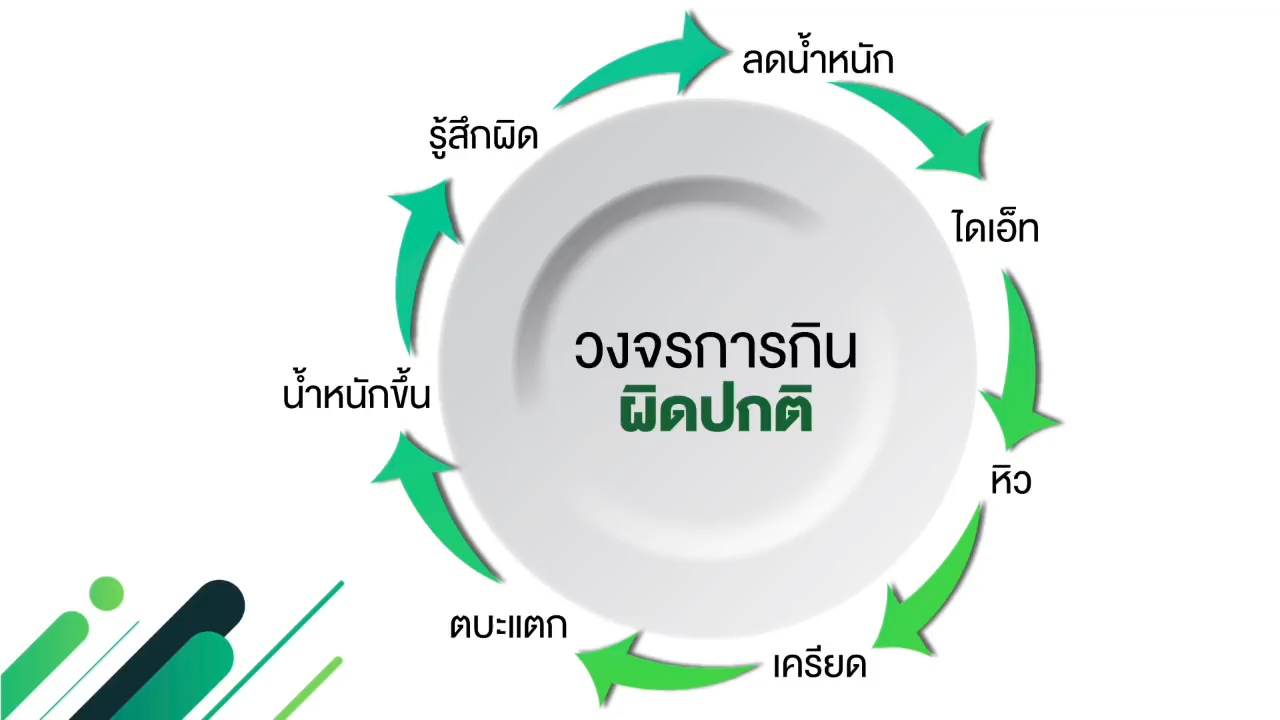 ลดน้ำหนัก
ไดเอ็ท
หิว
เครียด
ตบะแตก
น้ำหนักขึ้น
รู้สึกผิด
วงจรการกิน
ผิดปกติ